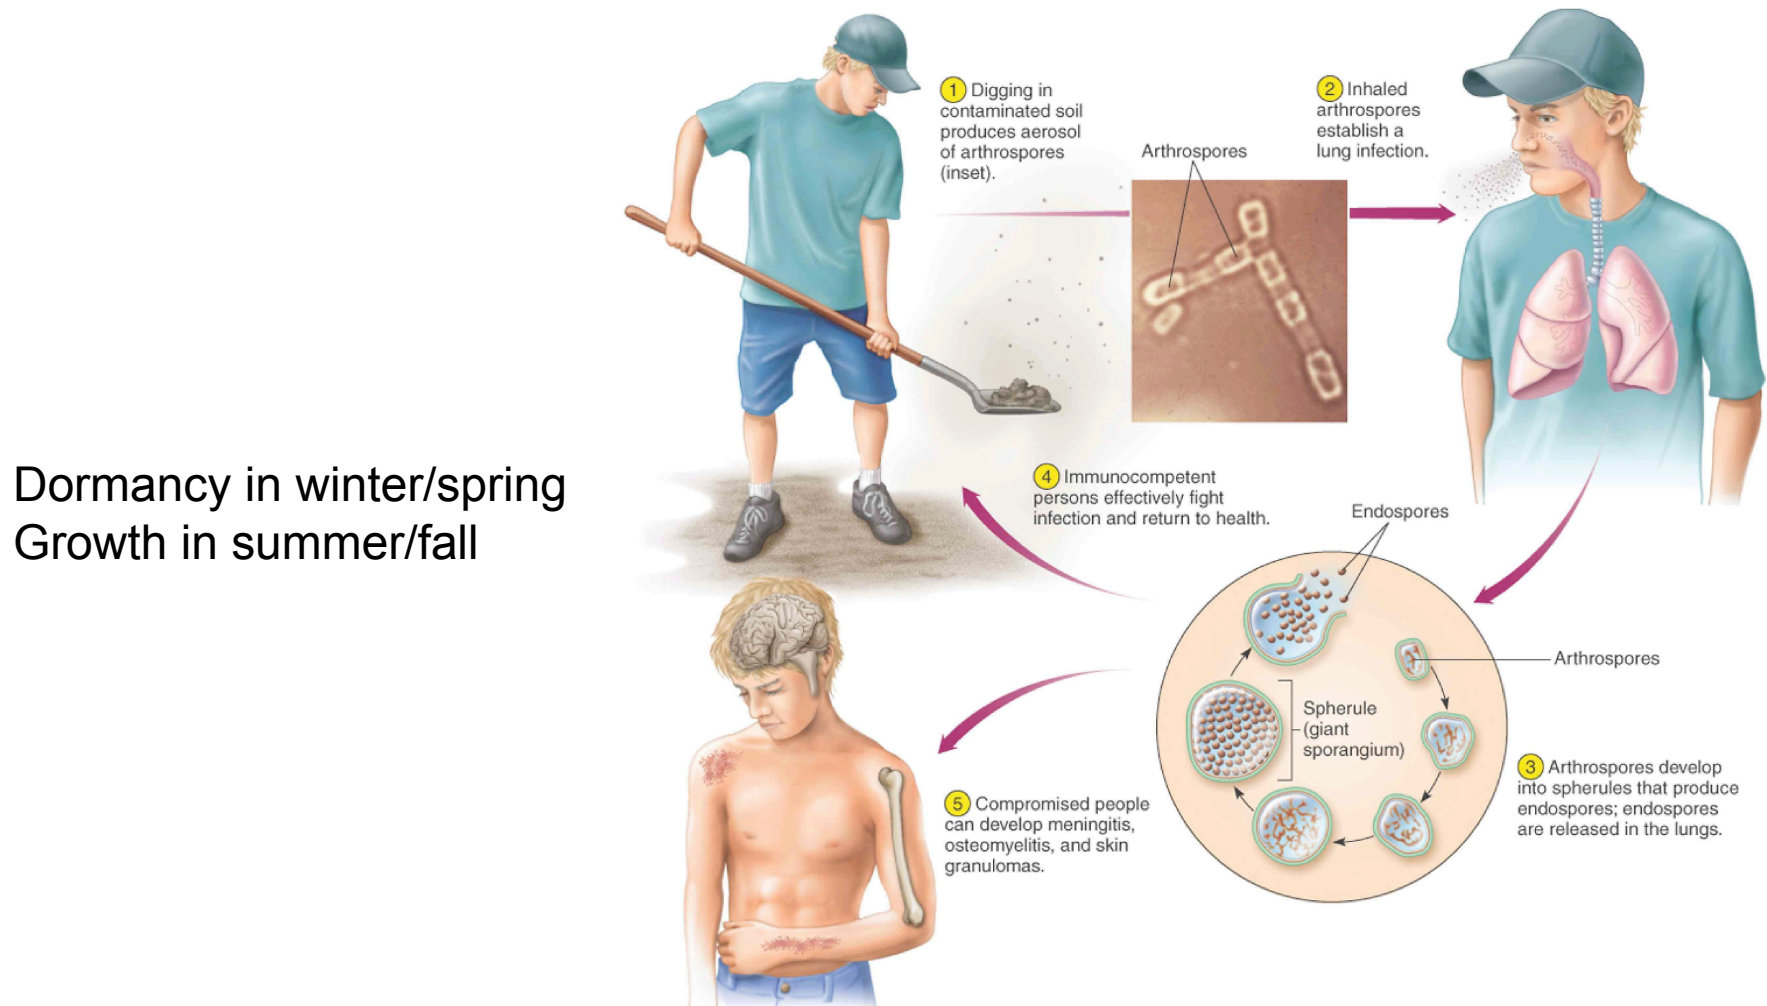 Dormancy in winter/spring
Growth in summer/fall
1 Digging in
contaminated soil
produces aerosol
of arthrospores
(inset).
Arthrospores
2 Inhaled
arthrospores
establish a
lung infection.
4 Immunocompetent
persons effectively fight
infection and return to health.
Endospores
Arthrospores
Spherule
(giant
sporangium)
3 Arthrospores develop
into spherules that produce
endospores; endospores
are released in the lungs.
5 Compromised people
can develop meningitis,
osteomyelitis, and skin
granulomas.